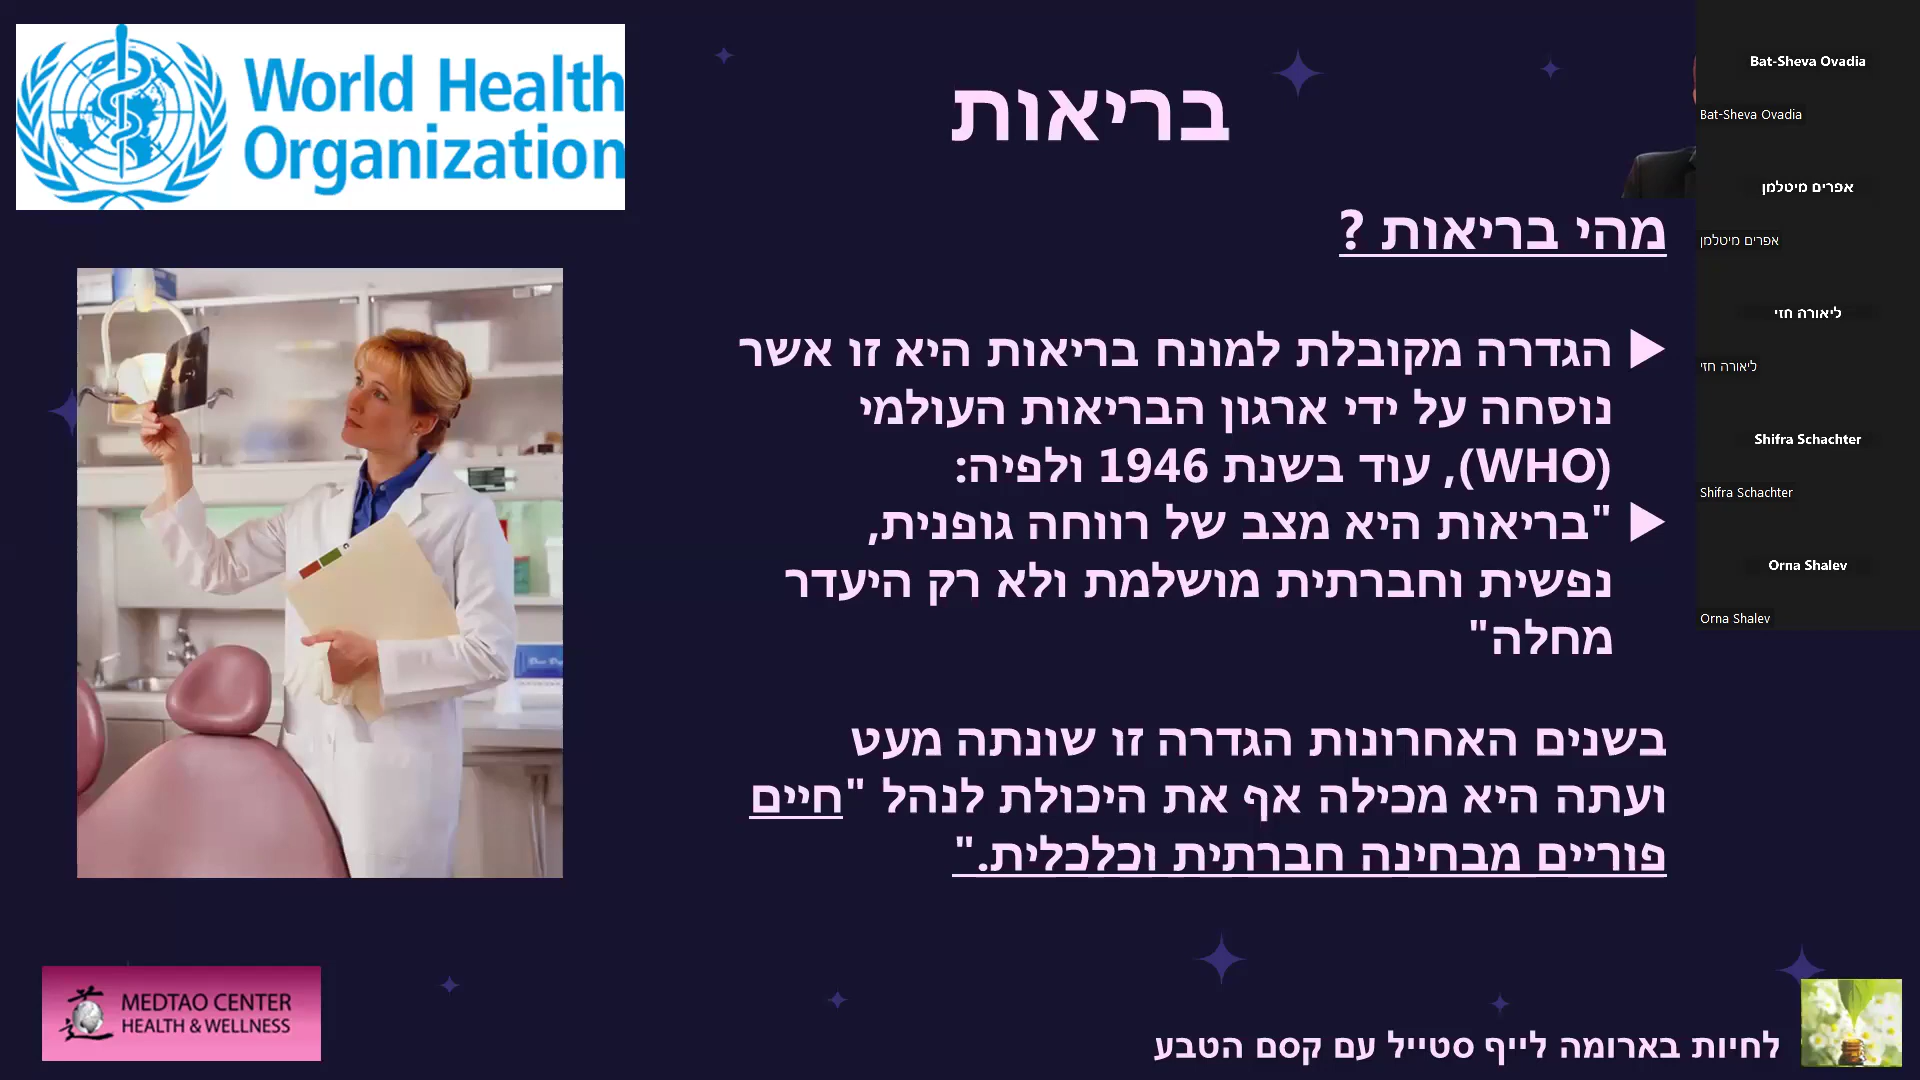 World Health
Organization
בריאות
מהי בריאות ?
הגדרה מקובלת למונח בריאות היא זו אשר
נוסחה על ידי ארגון הבריאות העולמי
(WHO), עוד בשנת 1946 ולפיה:
"בריאות היא מצב של רווחה גופנית,
נפשית וחברתית מושלמת ולא רק היעדר
מחלה"
בשנים האחרונות הגדרה זו שונתה מעט
ועתה היא מכילה אף את היכולת לנהל "חיים
פוריים מבחינה חברתית וכלכלית."
MEDTAO CENTER
HEALTH & WELLNESS
לחיות בארומה לייף סטייל עם קסם הטבע
Bat-Sheva Ovadia
Bat-Sheva Ovadia
אפרים מיטלמן
אפרים מיטלמן
ליאורה חזי
ליאורה חזי
Shifra Schachter
Shifra Schachter
Orna Shalev
Orna Shalev